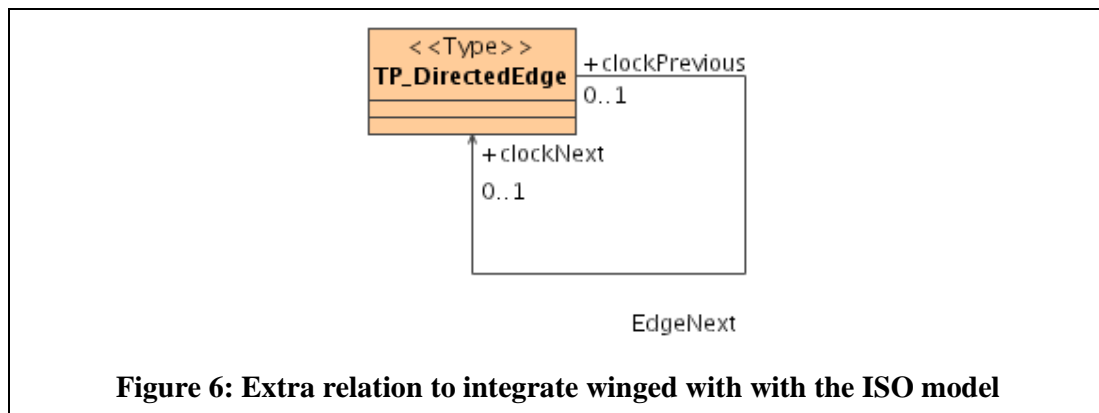 <<Type>>
TP_DirectedEdge
+clockPrevious
0..1
+clockNext
0..1
EdgeNext
Figure 6: Extra relation to integrate winged with with the ISO model